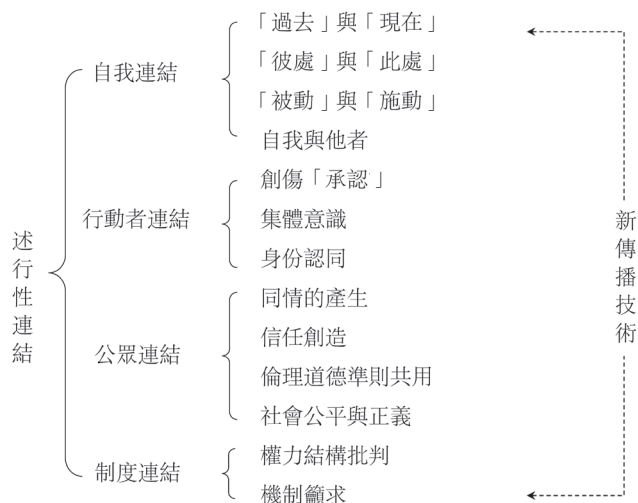 述行性連結
自我連結
「過去」與「現在」
「彼處」與「此處」
「被動」與「施動」
自我與他者
行動者連結
創傷「承認」
集體意識
身份認同
公眾連結
同情的產生
信任創造
倫理道德準則共用
社會公平與正義
制度連結
權力結構批判
機制籲求
新傳播技術